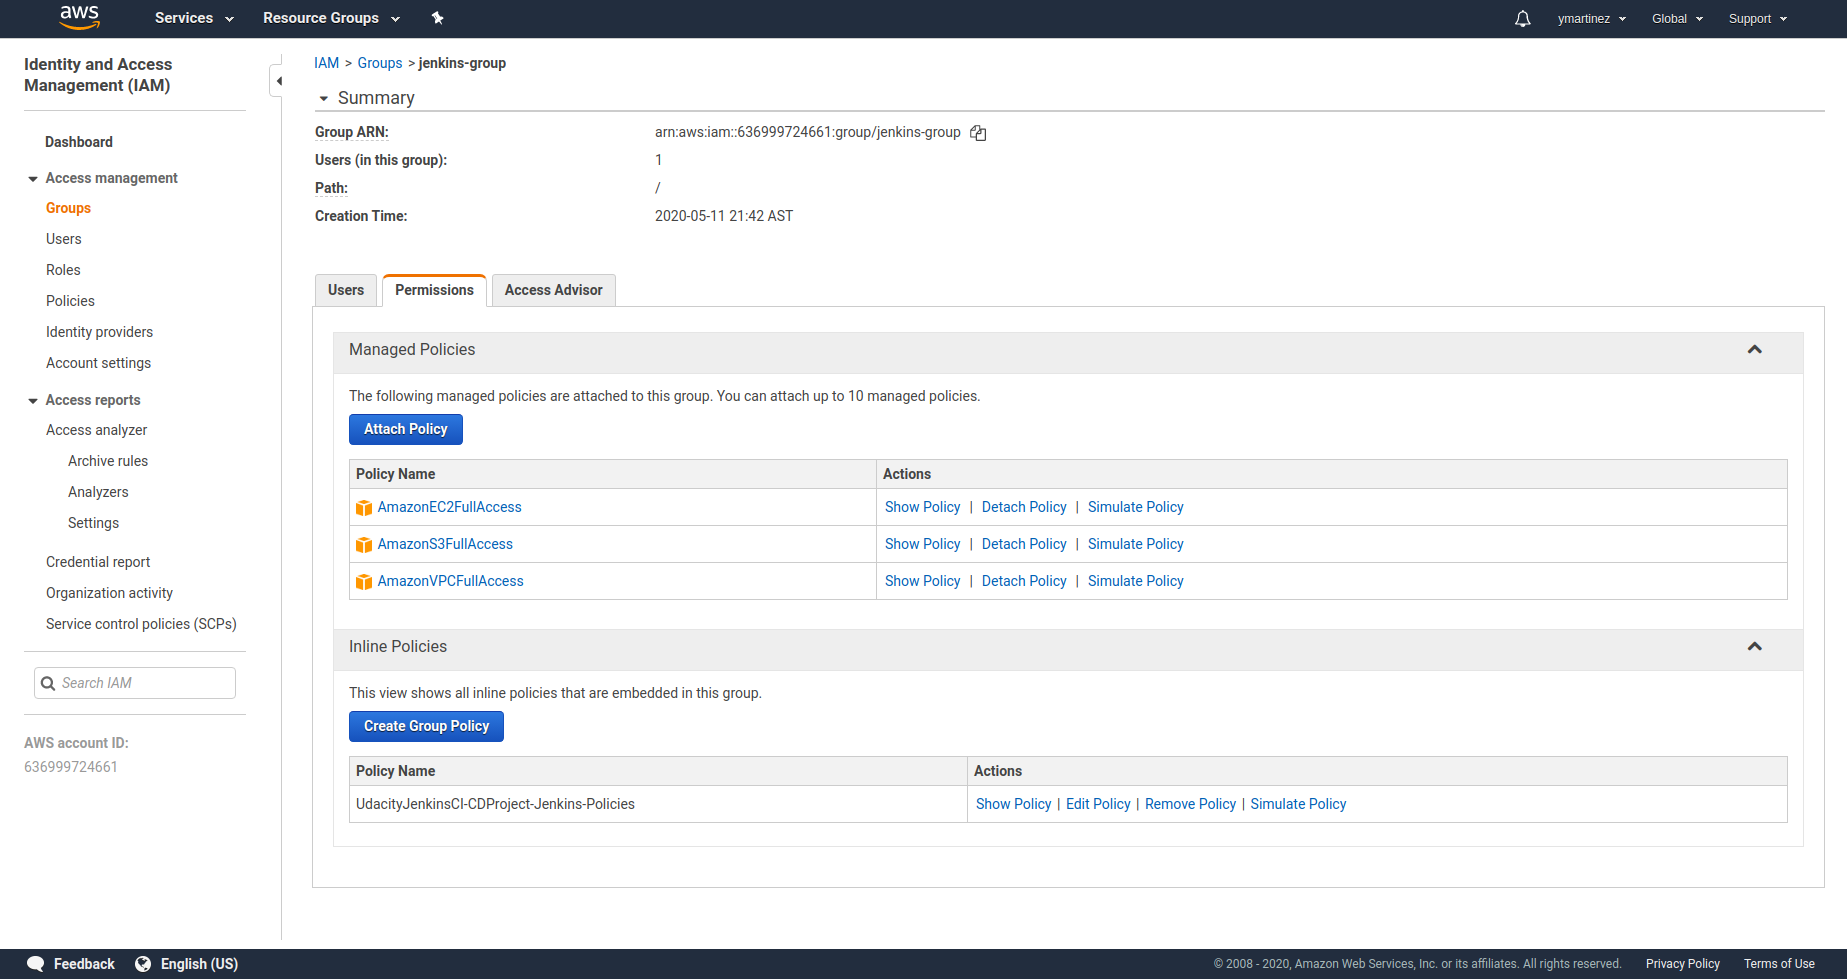 aws Services Resource Groups ymartinez Global Support
Identity and Access
Management (IAM)
Dashboard
Access management
Groups
Users
Roles
Policies
Identity providers
Account settings
Access reports
Access analyzer
Archive rules
Analyzers
Settings
Credential report
Organization activity
Service control policies (SCPs)
Search IAM
AWS account ID:
636999724661
IAM > Groups > jenkins-group
Summary
Group ARN: arn:aws:iam::636999724661:group/jenkins-group
Users (in this group): 1
Path: /
Creation Time: 2020-05-11 21:42 AST
Users Permissions Access Advisor
Managed Policies
The following managed policies are attached to this group. You can attach up to 10 managed policies.
Attach Policy
Policy Name Actions
AmazonEC2FullAccess Show Policy | Detach Policy | Simulate Policy
AmazonS3FullAccess Show Policy | Detach Policy | Simulate Policy
AmazonVPCFullAccess Show Policy | Detach Policy | Simulate Policy
Inline Policies
This view shows all inline policies that are embedded in this group.
Create Group Policy
Policy Name Actions
UdacityJenkinsCI-CDProject-Jenkins-Policies Show Policy | Edit Policy | Remove Policy | Simulate Policy
Feedback English (US) © 2008 - 2020, Amazon Web Services, Inc. or its affiliates. All rights reserved. Privacy Policy Terms of Use